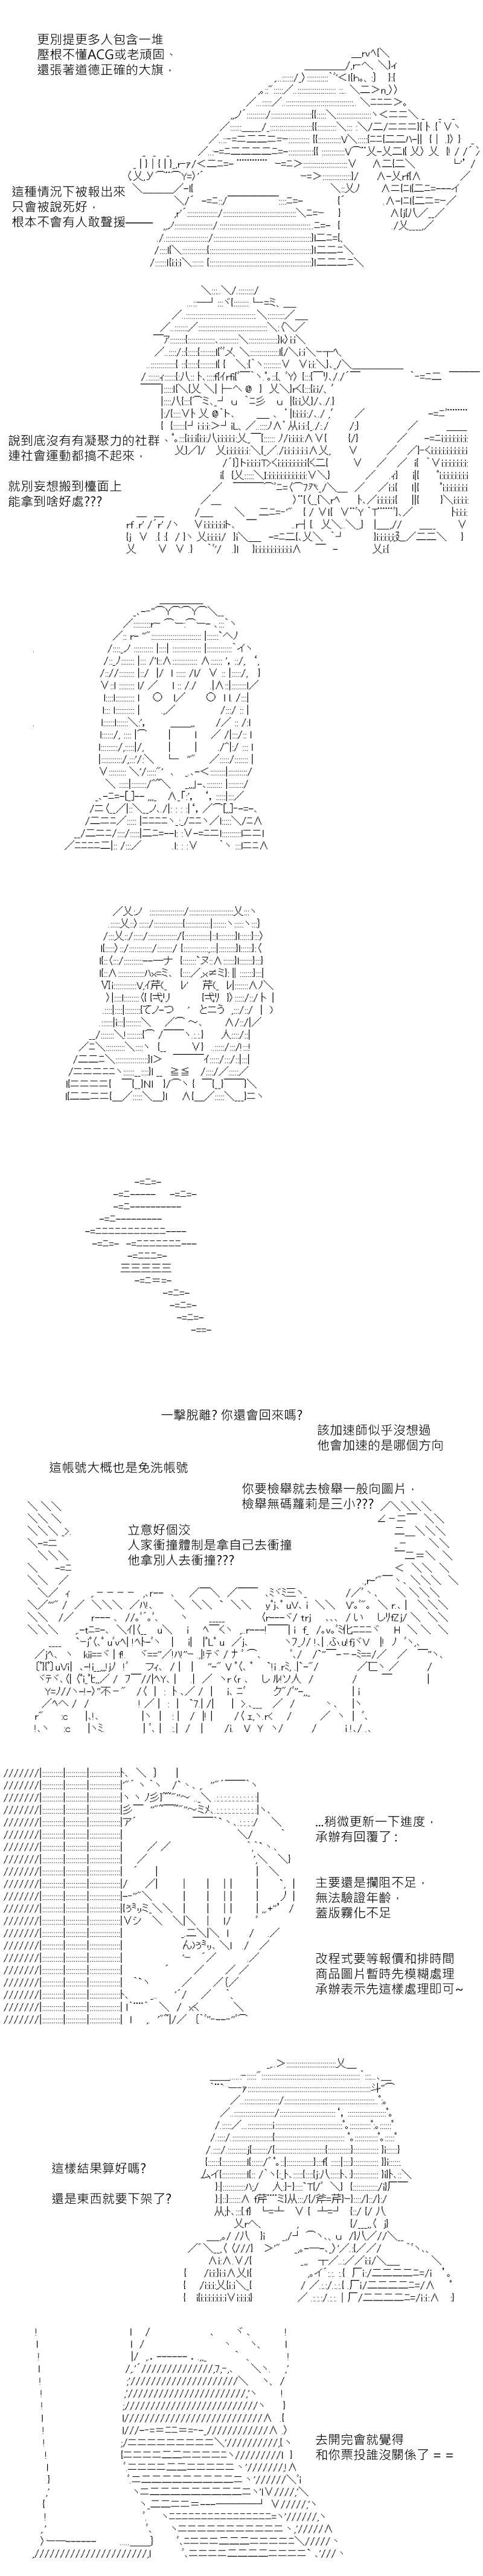 更別提更多人包含一堆
壓根不懂ACG或老頑固、
還張著道德正確的大旗，
這種情況下被報出來
只會被說死好，
根本不會有人敢聲援——
說到底沒有有凝聚力的社群，
連社會運動都搞不起來，
就別妄想搬到檯面上
能拿到啥好處???
一擊脫離? 你還會回來嗎?
該加速師似乎沒想過
他會加速的是哪個方向
這帳號大概也是免洗帳號
你要檢舉就去檢舉一般向圖片，
檢舉無碼蘿莉是三小???
立意好個洨
人家衝撞體制是拿自己去衝撞
他拿別人去衝撞???
...稍微更新一下進度，
承辦有回覆了：
主要還是攔阻不足，
無法驗證年齡，
蓋版霧化不足
改程式要等報價和排時間
商品圖片暫時先模糊處理
承辦表示先這樣處理即可~
這樣結果算好嗎?
還是東西就要下架了?
去開完會就覺得
和你票投誰沒關係了 = =